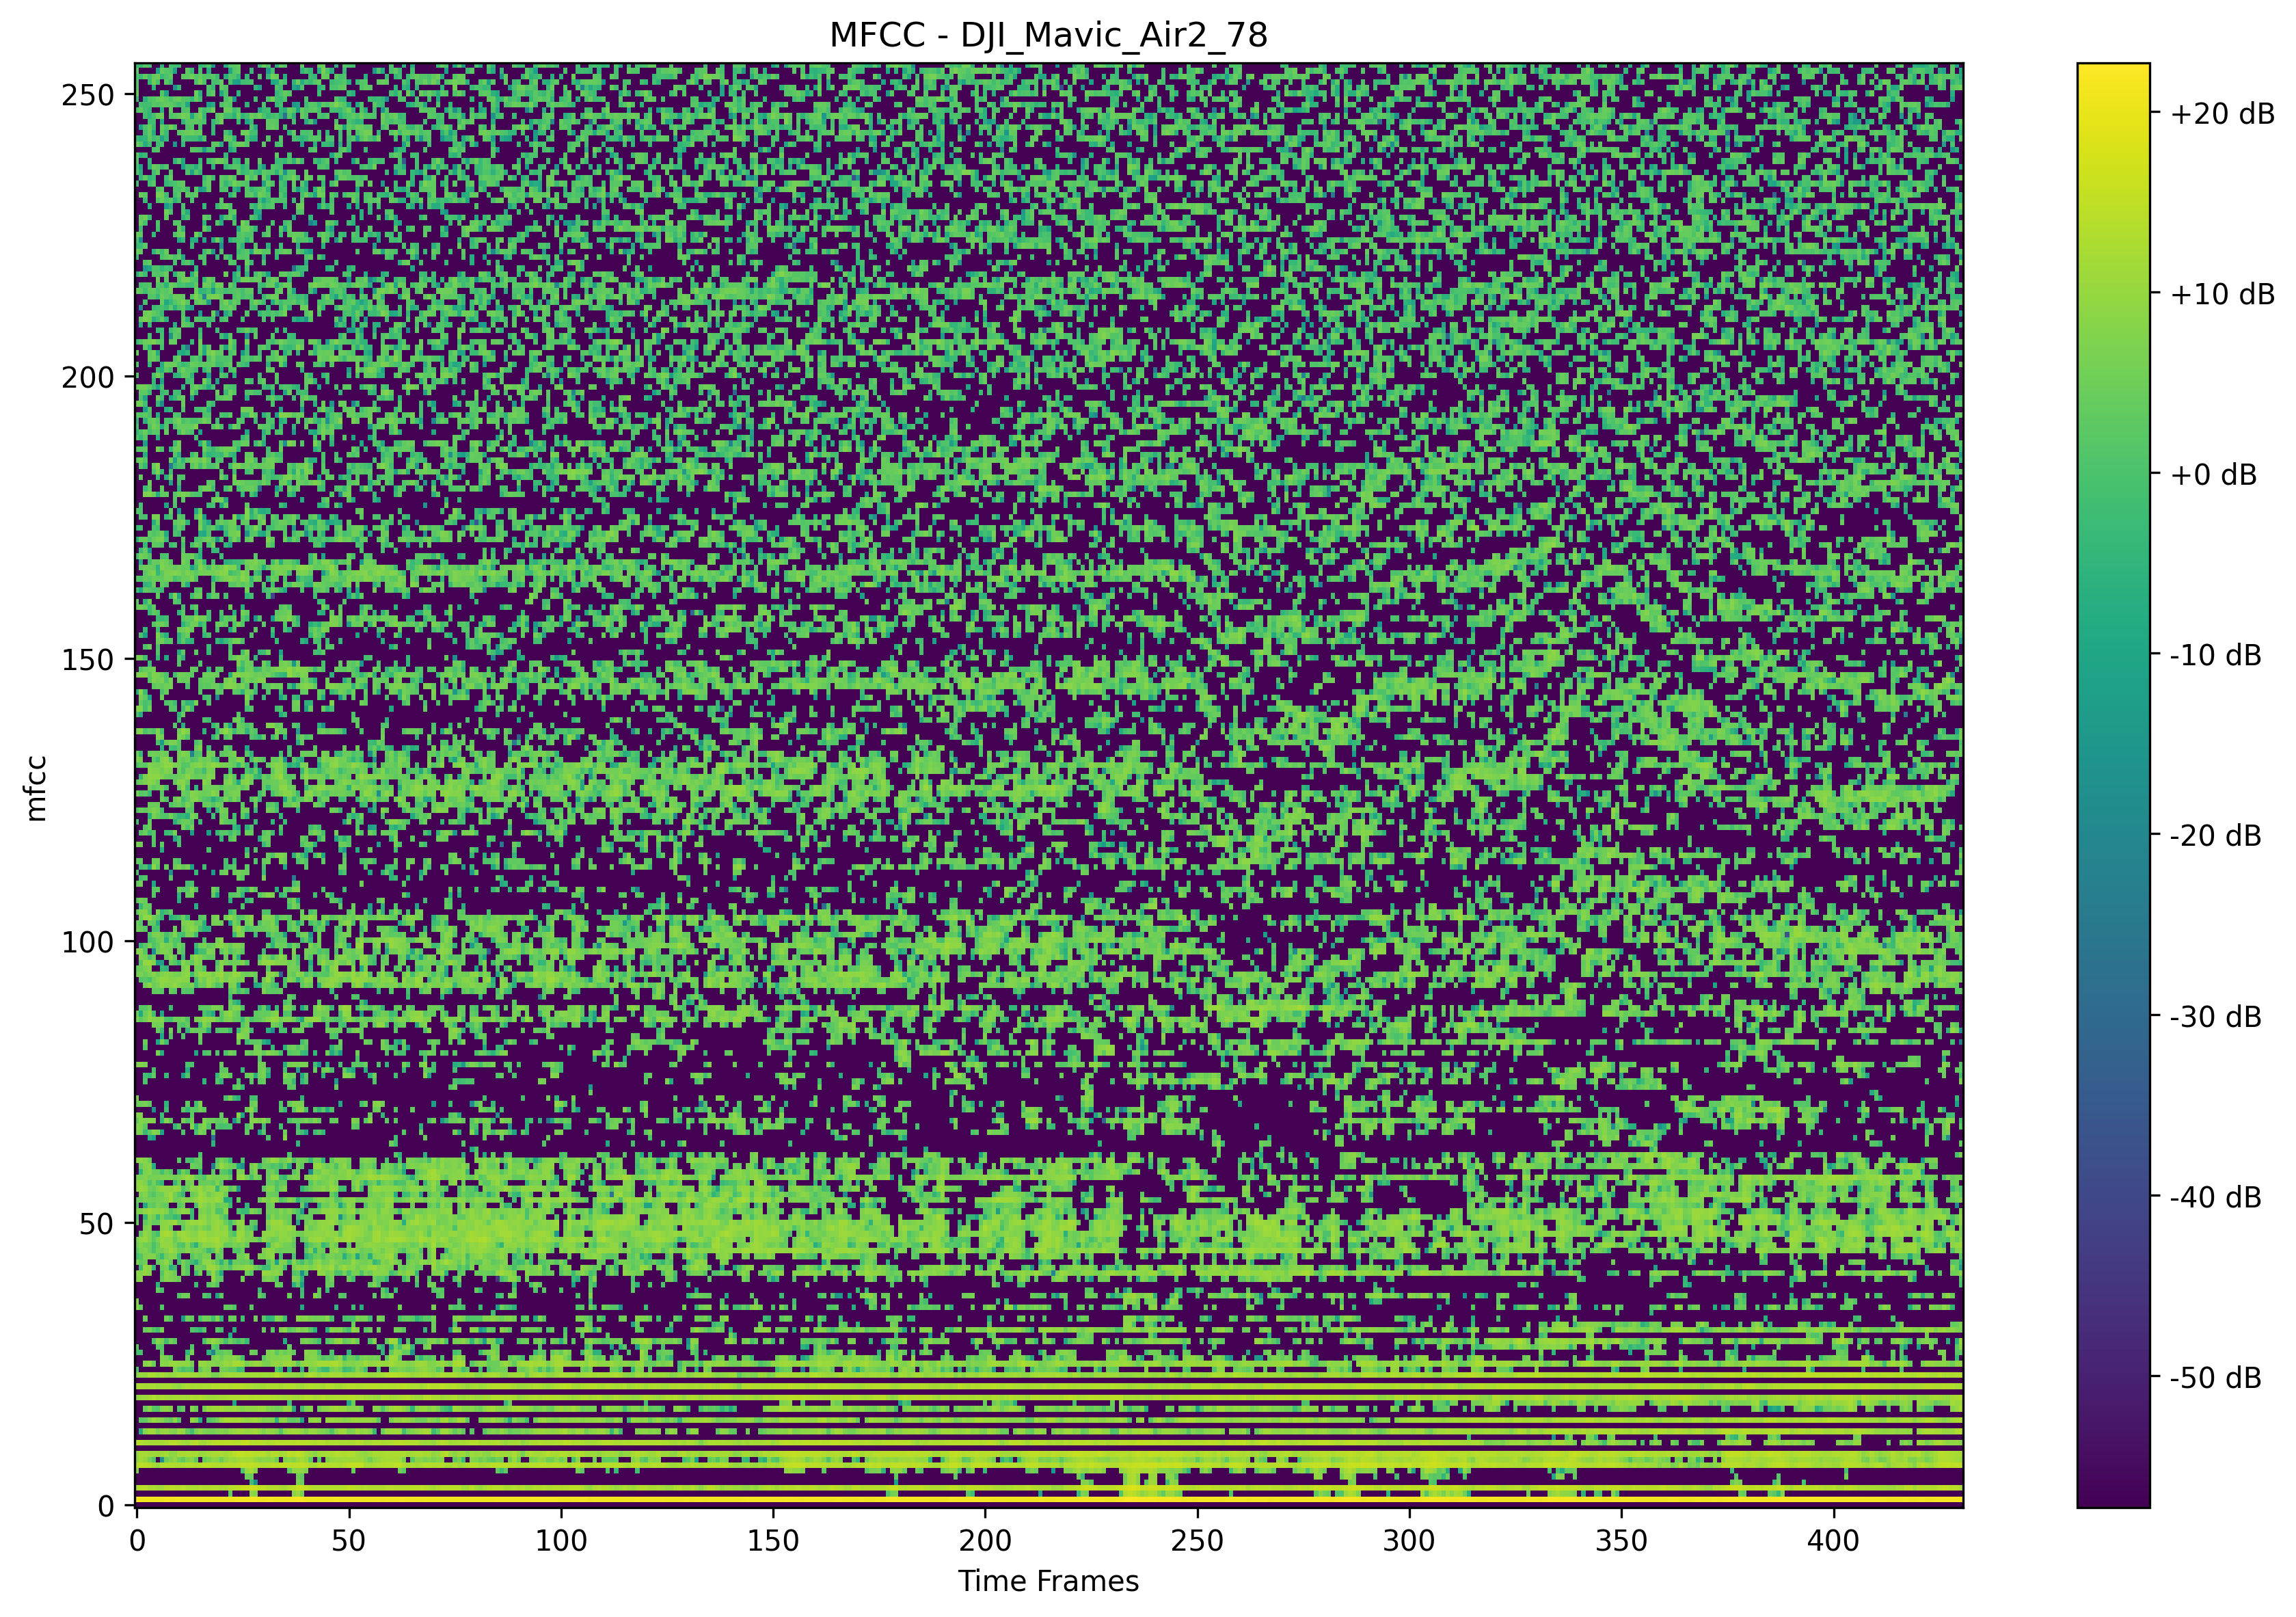 MFCC - DJI_Mavic_Air2_78
250
200
150
100
50
0
mfcc
0 50 100 150 200 250 300 350 400
Time Frames
+20 dB
+10 dB
+0 dB
-10 dB
-20 dB
-30 dB
-40 dB
-50 dB